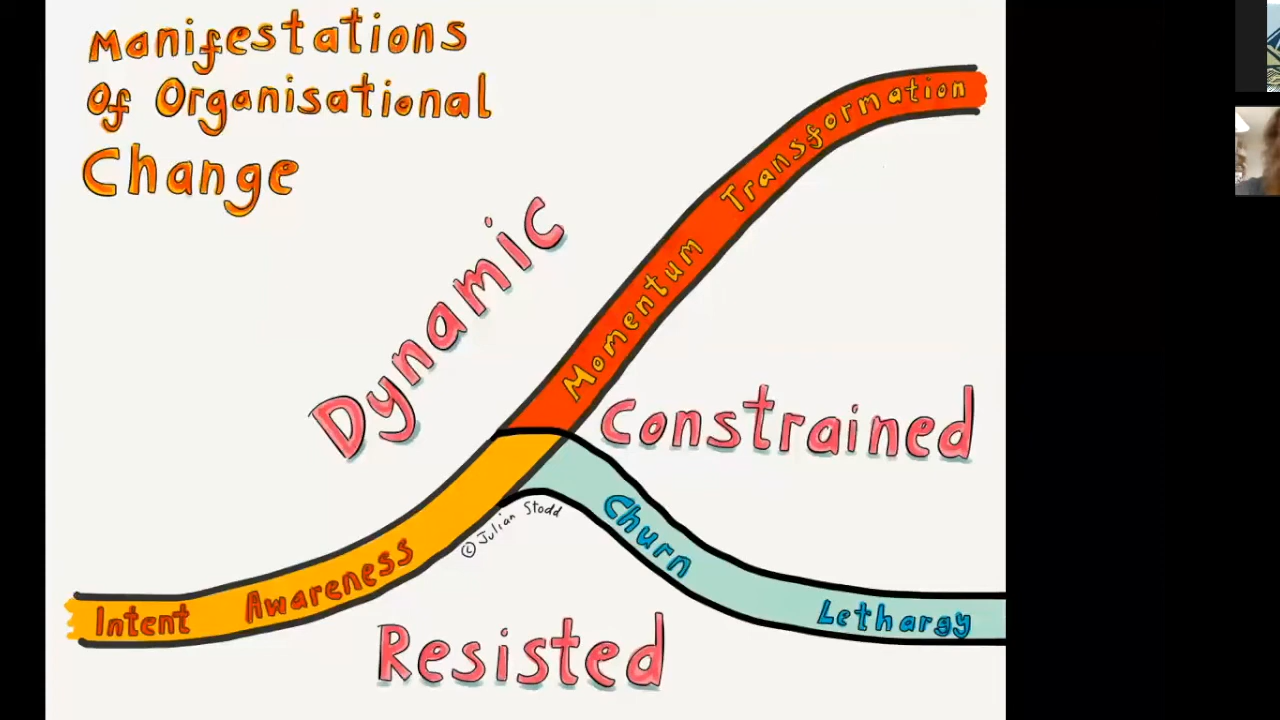 Manifestations
Of Organisational
Change
Dynamic
Transformation
Momentum
Constrained
© Julian Stodd
Churn
Intent Awareness
Lethargy
Resisted